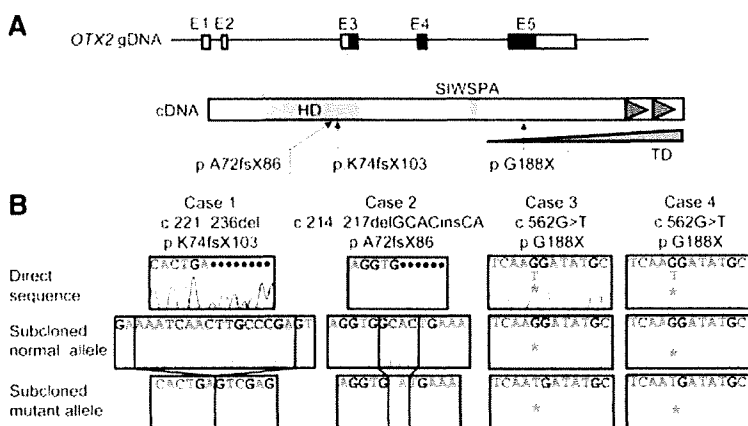 A
E1 E2 E3 E4 E5
OTX2 gDNA
SIWSPA
cDNA HD
TD
p A72fsX86 p K74fsX103 p G188X
B
Case 1 Case 2 Case 3 Case 4
c 221 236del c 214 217delGCACinsCA c 562G>T c 562G>T
p K74fsX103 p A72fsX86 p G188X p G188X
Direct sequence
CACTGA•••••••• AGGTG•••••• TCAAGGATATGC TCAAGGATATGC
T T
* *
Subcloned normal allele
GAAAATCAACTTGCCCGAGT AGGTGGCACTGAAA TCAAGGATATGC TCAAGGATATGC
* *
Subcloned mutant allele
CACTGAGTCGAG AGGTG ATGAAA TCAATGATATGC TCAATGATATGC
* *